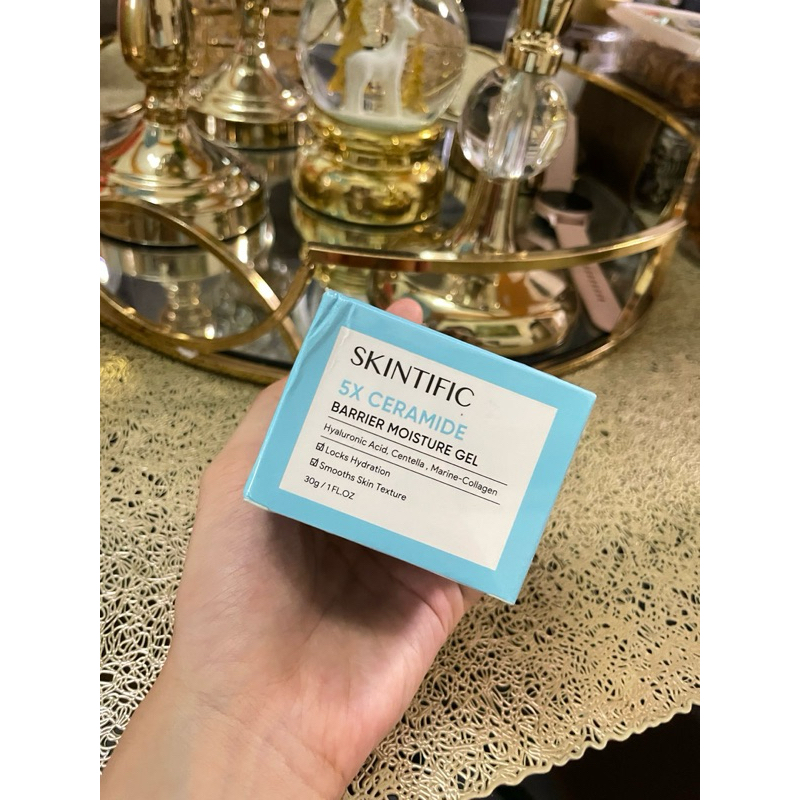 SKINTIFIC
5X CERAMIDE
BARRIER MOISTURE GEL
Hyaluronic Acid, Centella , Marine-Collagen
☑ Locks Hydration
☑ Smooths Skin Texture
30g / 1 FL.OZ